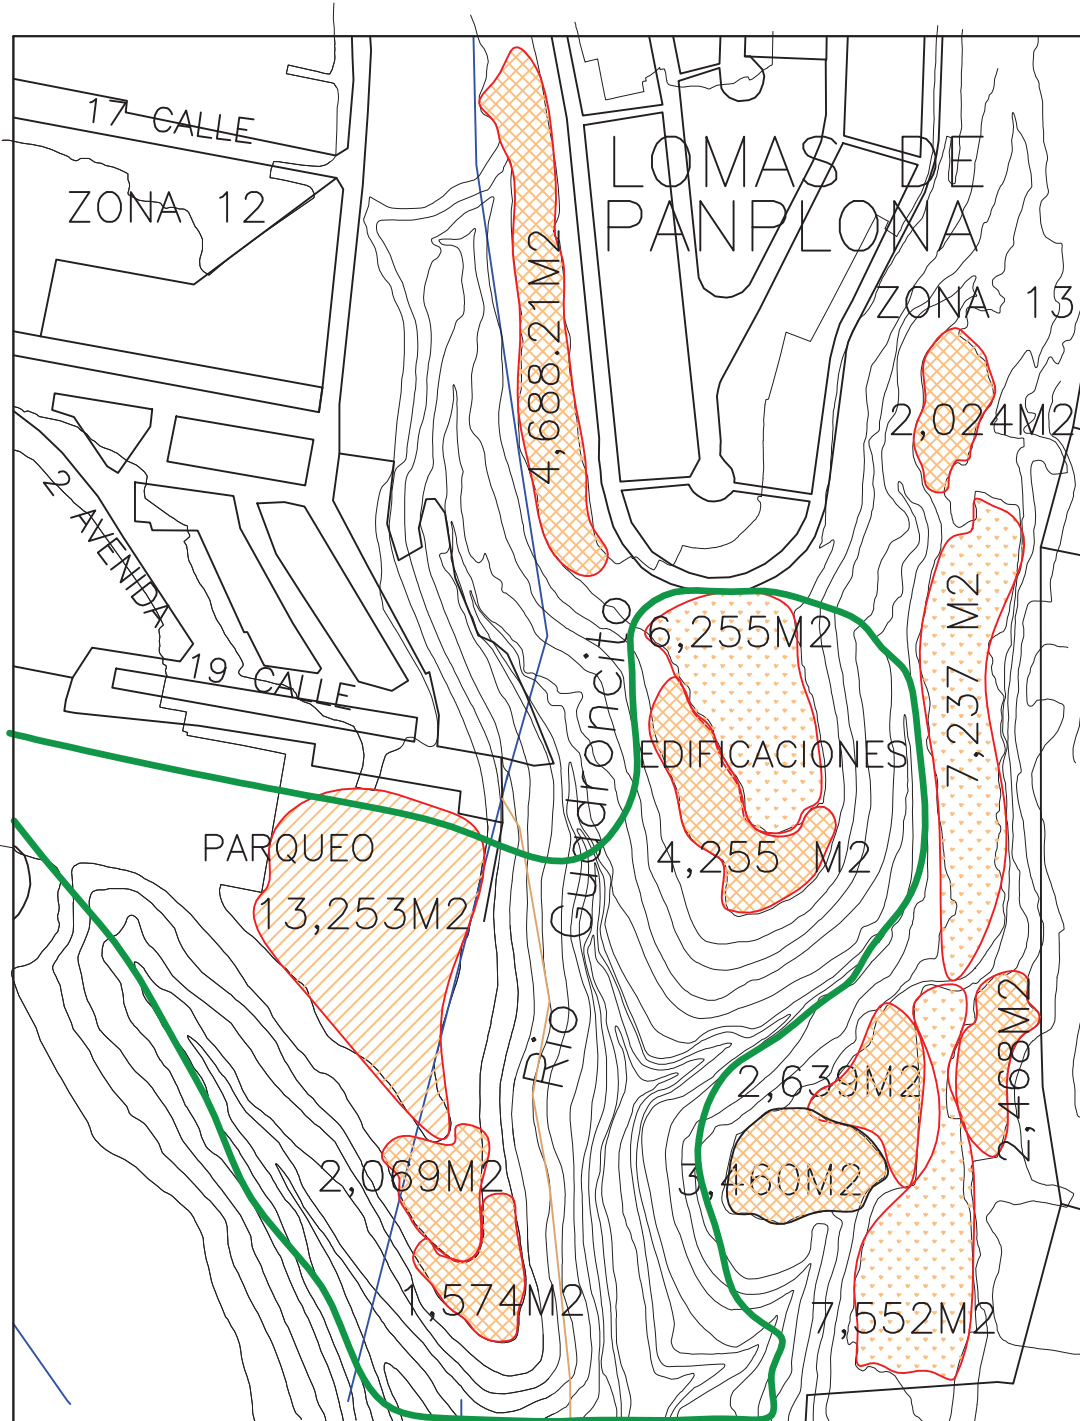 17 CALLE
LOMAS DE
PANPLONA
ZONA 12
4,688.21M2
ZONA 13
2,024M2
2 AVENIDA
7,237 M2
Rio Guadroncito
6,255M2
19 CALLE
EDIFICACIONES
PARQUEO
4,255 M2
13,253M2
2,468M2
2,639M2
2,069M2
3,460M2
1,574M2
7,552M2